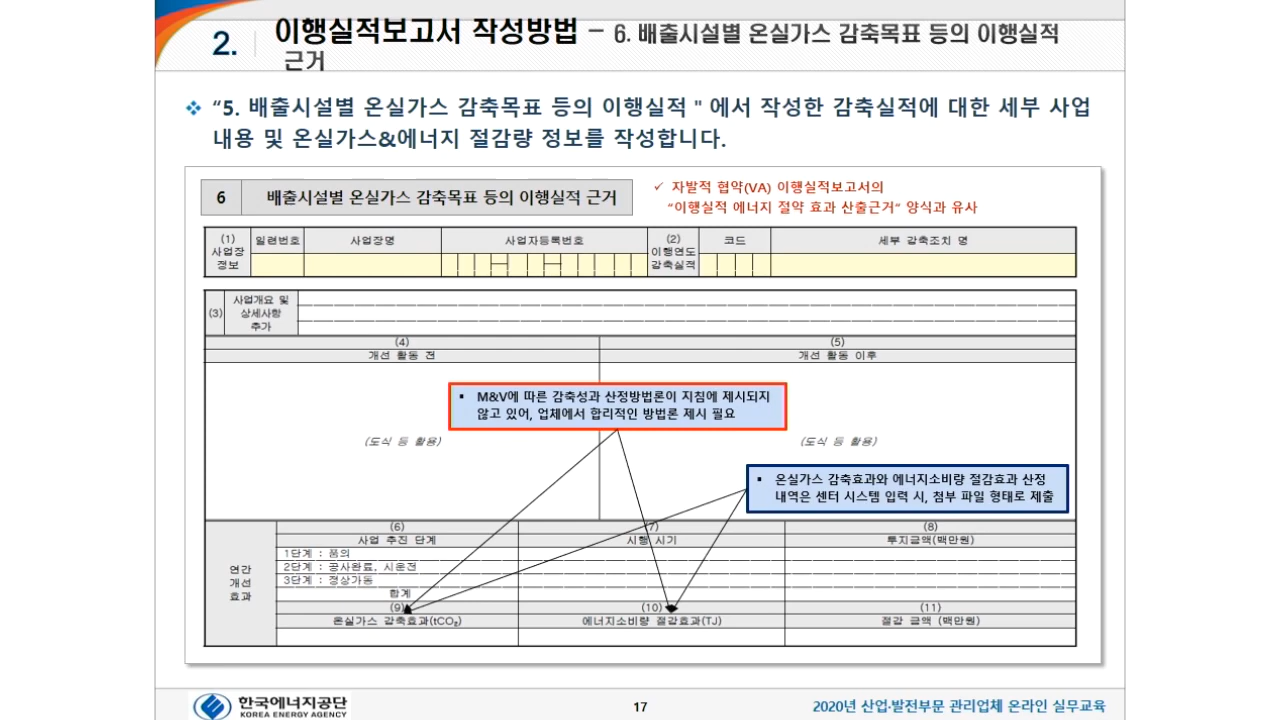 2. 이행실적보고서 작성방법 – 6. 배출시설별 온실가스 감축목표 등의 이행실적
근거
❖ “5. 배출시설별 온실가스 감축목표 등의 이행실적 " 에서 작성한 감축실적에 대한 세부 사업
내용 및 온실가스&에너지 절감량 정보를 작성합니다.
6 배출시설별 온실가스 감축목표 등의 이행실적 근거
✓ 자발적 협약(VA) 이행실적보고서의
“이행실적 에너지 절약 효과 산출근거” 양식과 유사
(1)
사업장
정보
일련번호
사업장명
사업자등록번호
(2)
이행연도
감축실적
코드
세부 감축조치 명
(3)
사업개요 및
상세사항
추가
(4)
개선 활동 전
(5)
개선 활동 이후
▪ M&V에 따른 감축성과 산정방법론이 지침에 제시되지
않고 있어, 업체에서 합리적인 방법론 제시 필요
(도식 등 활용)
(도식 등 활용)
▪ 온실가스 감축효과와 에너지소비량 절감효과 산정
내역은 센터 시스템 입력 시, 첨부 파일 형태로 제출
연간
개선
효과
(6)
사업 추진 단계
(7)
시행 시기
(8)
투자금액(백만원)
1단계 : 품의
2단계 : 공사완료, 시운전
3단계 : 정상가동
합계
(9)
온실가스 감축효과(tCO₂)
(10)
에너지소비량 절감효과(TJ)
(11)
절감 금액 (백만원)
한국에너지공단
KOREA ENERGY AGENCY
17
2020년 산업·발전부문 관리업체 온라인 실무교육